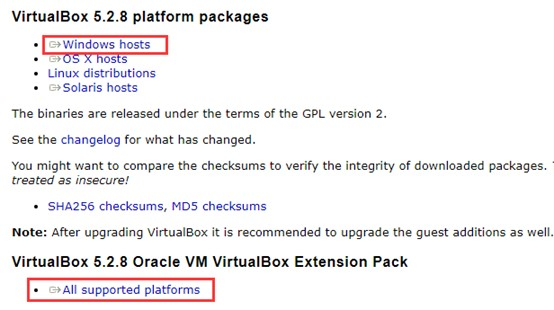 VirtualBox 5.2.8 platform packages
Windows hosts
OS X hosts
Linux distributions
Solaris hosts
The binaries are released under the terms of the GPL version 2.
See the changelog for what has changed.
You might want to compare the checksums to verify the integrity of downloaded packages.
treated as insecure!
SHA256 checksums, MD5 checksums
Note: After upgrading VirtualBox it is recommended to upgrade the guest additions as well.
VirtualBox 5.2.8 Oracle VM VirtualBox Extension Pack
All supported platforms